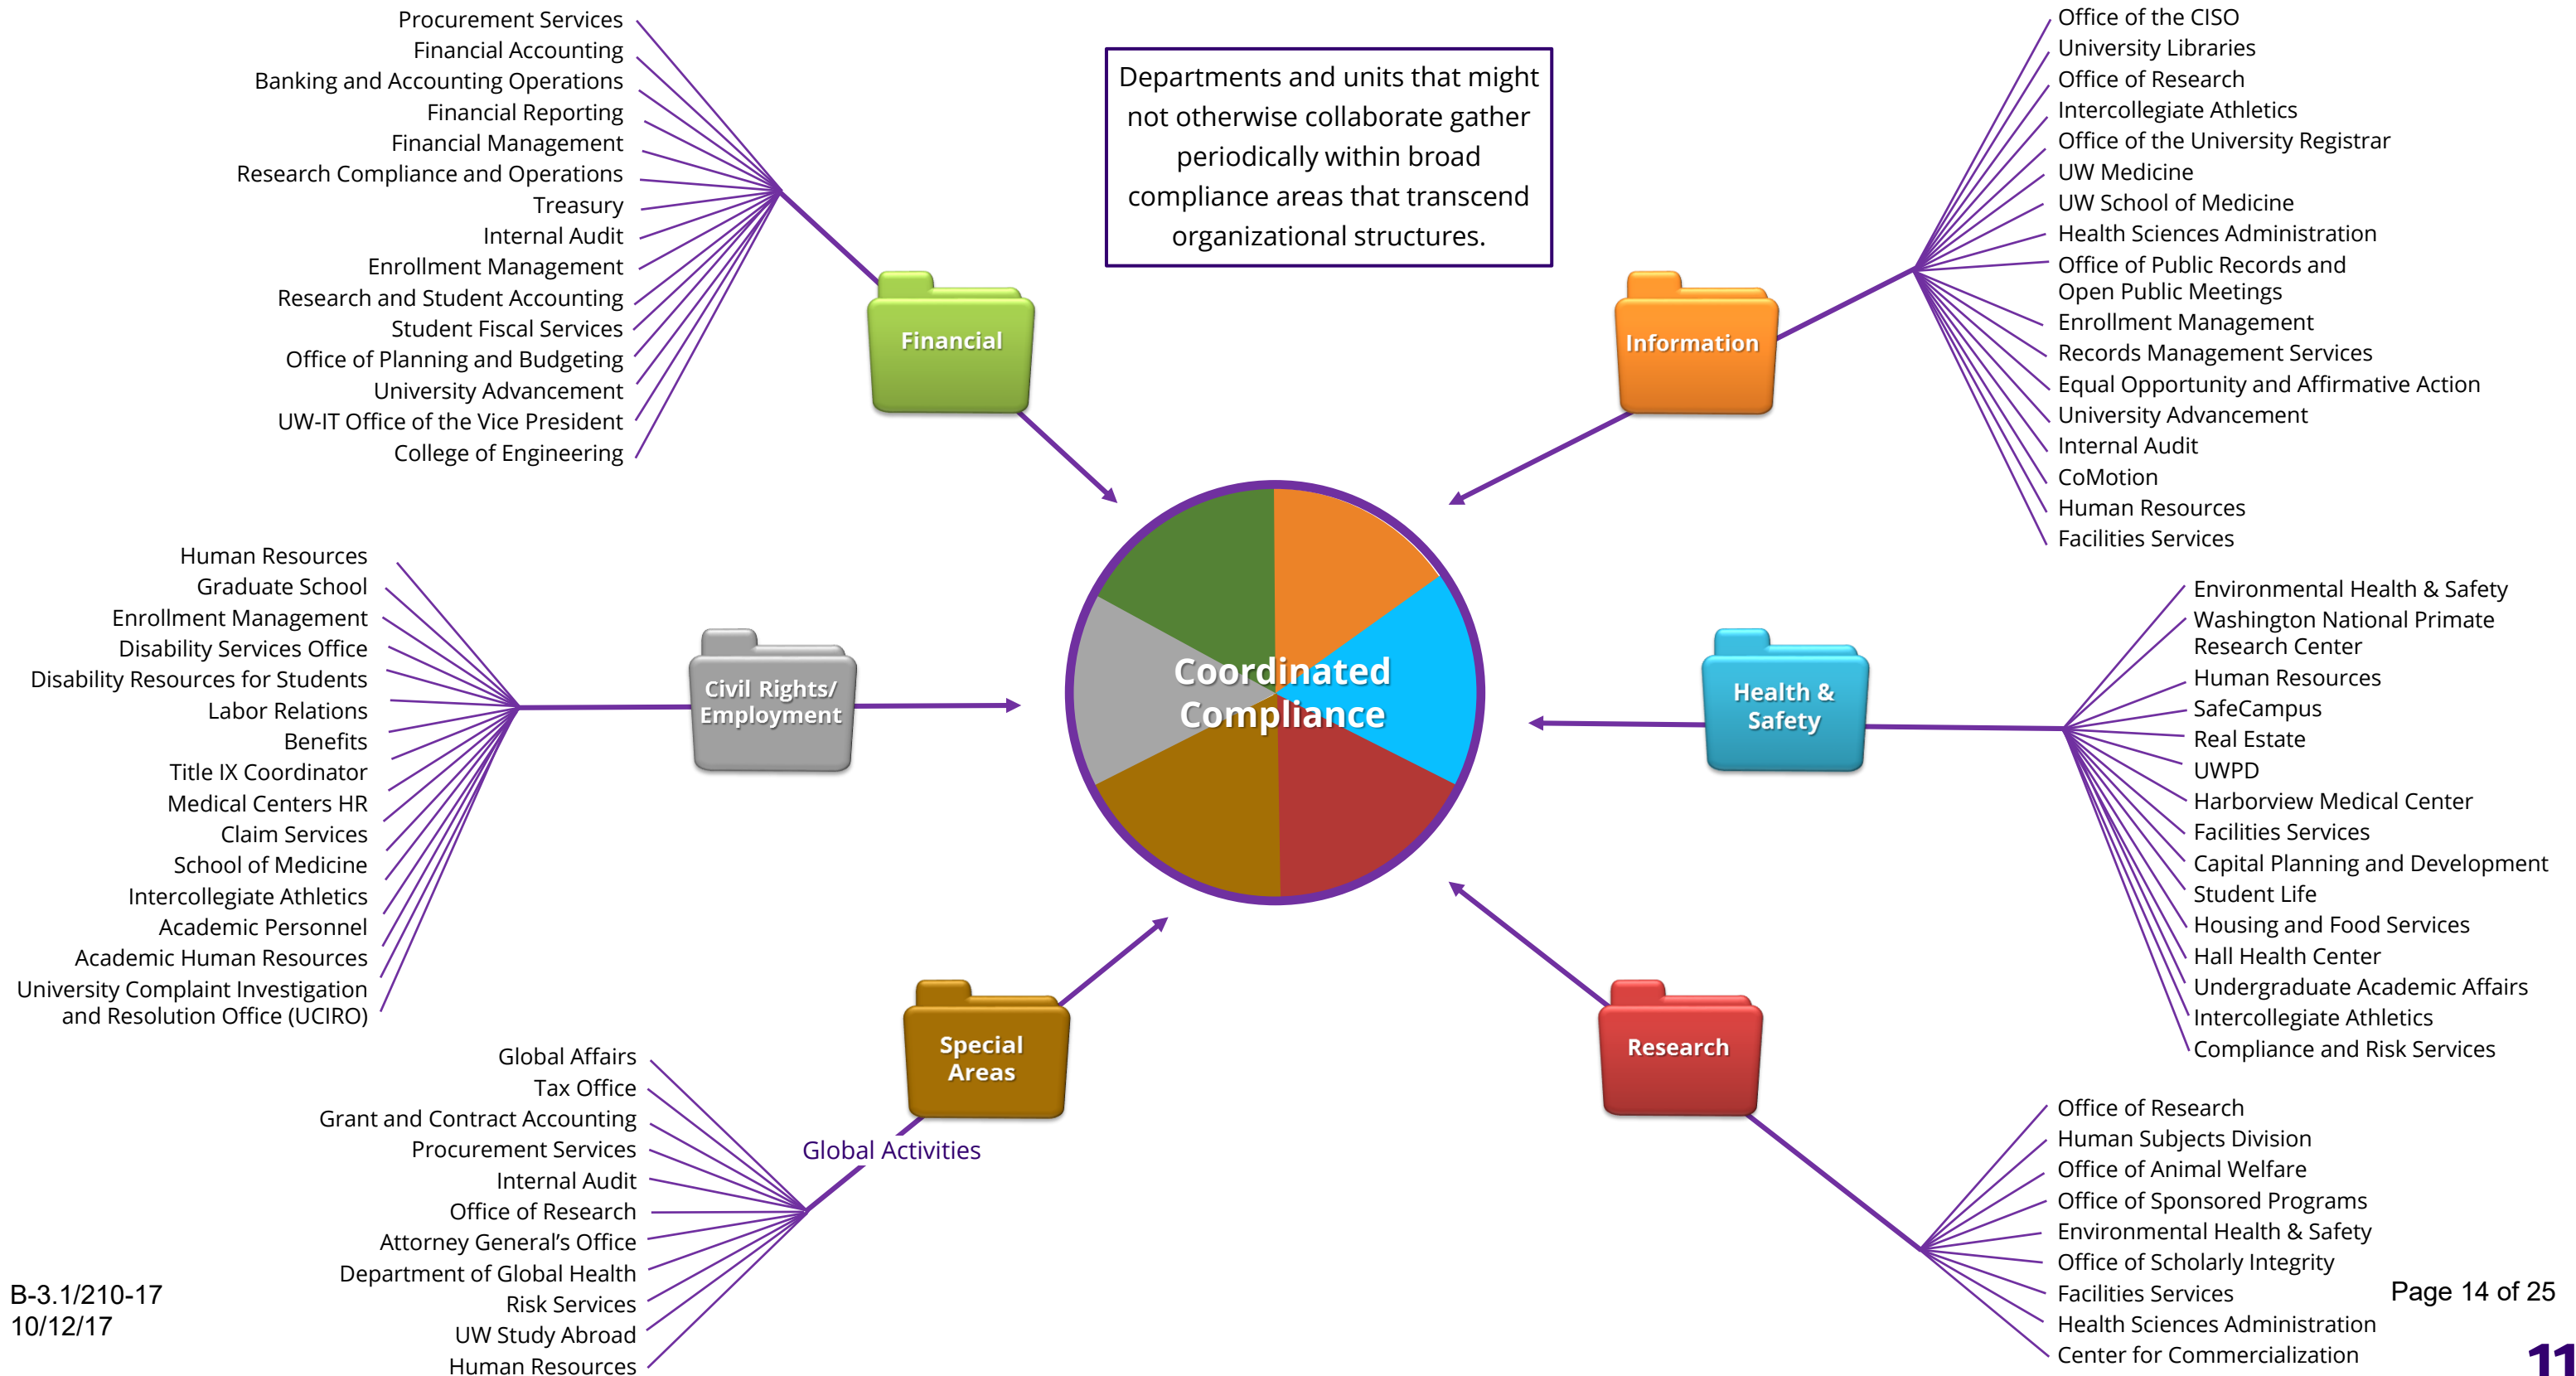 Procurement Services
Financial Accounting
Banking and Accounting Operations
Financial Reporting
Financial Management
Research Compliance and Operations
Treasury
Internal Audit
Enrollment Management
Research and Student Accounting
Student Fiscal Services
Office of Planning and Budgeting
University Advancement
UW-IT Office of the Vice President
College of Engineering
Financial
Departments and units that might
not otherwise collaborate gather
periodically within broad
compliance areas that transcend
organizational structures.
Information
Office of the CISO
University Libraries
Office of Research
Intercollegiate Athletics
Office of the University Registrar
UW Medicine
UW School of Medicine
Health Sciences Administration
Office of Public Records and
Open Public Meetings
Enrollment Management
Records Management Services
Equal Opportunity and Affirmative Action
University Advancement
Internal Audit
CoMotion
Human Resources
Facilities Services
Human Resources
Graduate School
Enrollment Management
Disability Services Office
Disability Resources for Students
Labor Relations
Benefits
Title IX Coordinator
Medical Centers HR
Claim Services
School of Medicine
Intercollegiate Athletics
Academic Personnel
Academic Human Resources
University Complaint Investigation
and Resolution Office (UCIRO)
Civil Rights/
Employment
Coordinated
Compliance
Health &
Safety
Environmental Health & Safety
Washington National Primate
Research Center
Human Resources
SafeCampus
Real Estate
UWPD
Harborview Medical Center
Facilities Services
Capital Planning and Development
Student Life
Housing and Food Services
Hall Health Center
Undergraduate Academic Affairs
Intercollegiate Athletics
Compliance and Risk Services
Global Affairs
Tax Office
Grant and Contract Accounting
Procurement Services
Internal Audit
Office of Research
Attorney General’s Office
Department of Global Health
Risk Services
UW Study Abroad
Human Resources
Global Activities
Special
Areas
Research
Office of Research
Human Subjects Division
Office of Animal Welfare
Office of Sponsored Programs
Environmental Health & Safety
Office of Scholarly Integrity
Facilities Services
Health Sciences Administration
Center for Commercialization
B-3.1/210-17
10/12/17
Page 14 of 25
11